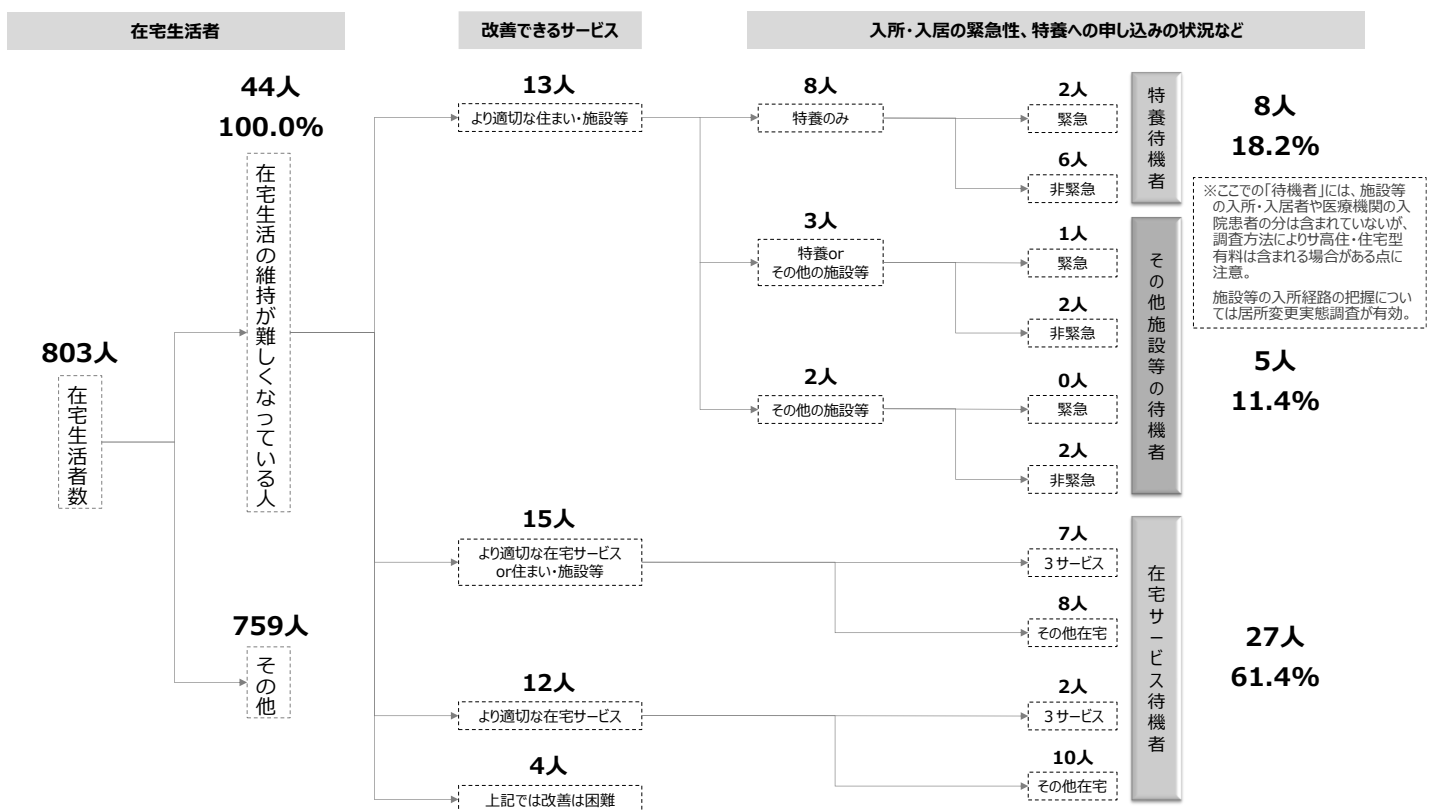 在宅生活者
改善できるサービス
入所・入居の緊急性、特養への申し込みの状況など
803人
在宅生活者数
44人
100.0%
在宅生活の維持が難しくなっている人
759人
その他
13人
より適切な住まい・施設等
8人
特養のみ
2人
緊急
6人
非緊急
3人
特養or
その他の施設等
1人
緊急
2人
非緊急
2人
その他の施設等
0人
緊急
2人
非緊急
15人
より適切な在宅サービス
or住まい・施設等
7人
3サービス
8人
その他在宅
12人
より適切な在宅サービス
2人
3サービス
10人
その他在宅
4人
上記では改善は困難
特養待機者
8人
18.2%
※ここでの「待機者」には、施設等
の入所・入居者や医療機関の入
院患者の分は含まれていないが、
調査方法によりサ高住・住宅型
有料は含まれる場合がある点に
注意。
施設等の入所経路の把握につい
ては居所変更実態調査が有効。
その他施設等の待機者
5人
11.4%
在宅サービス待機者
27人
61.4%